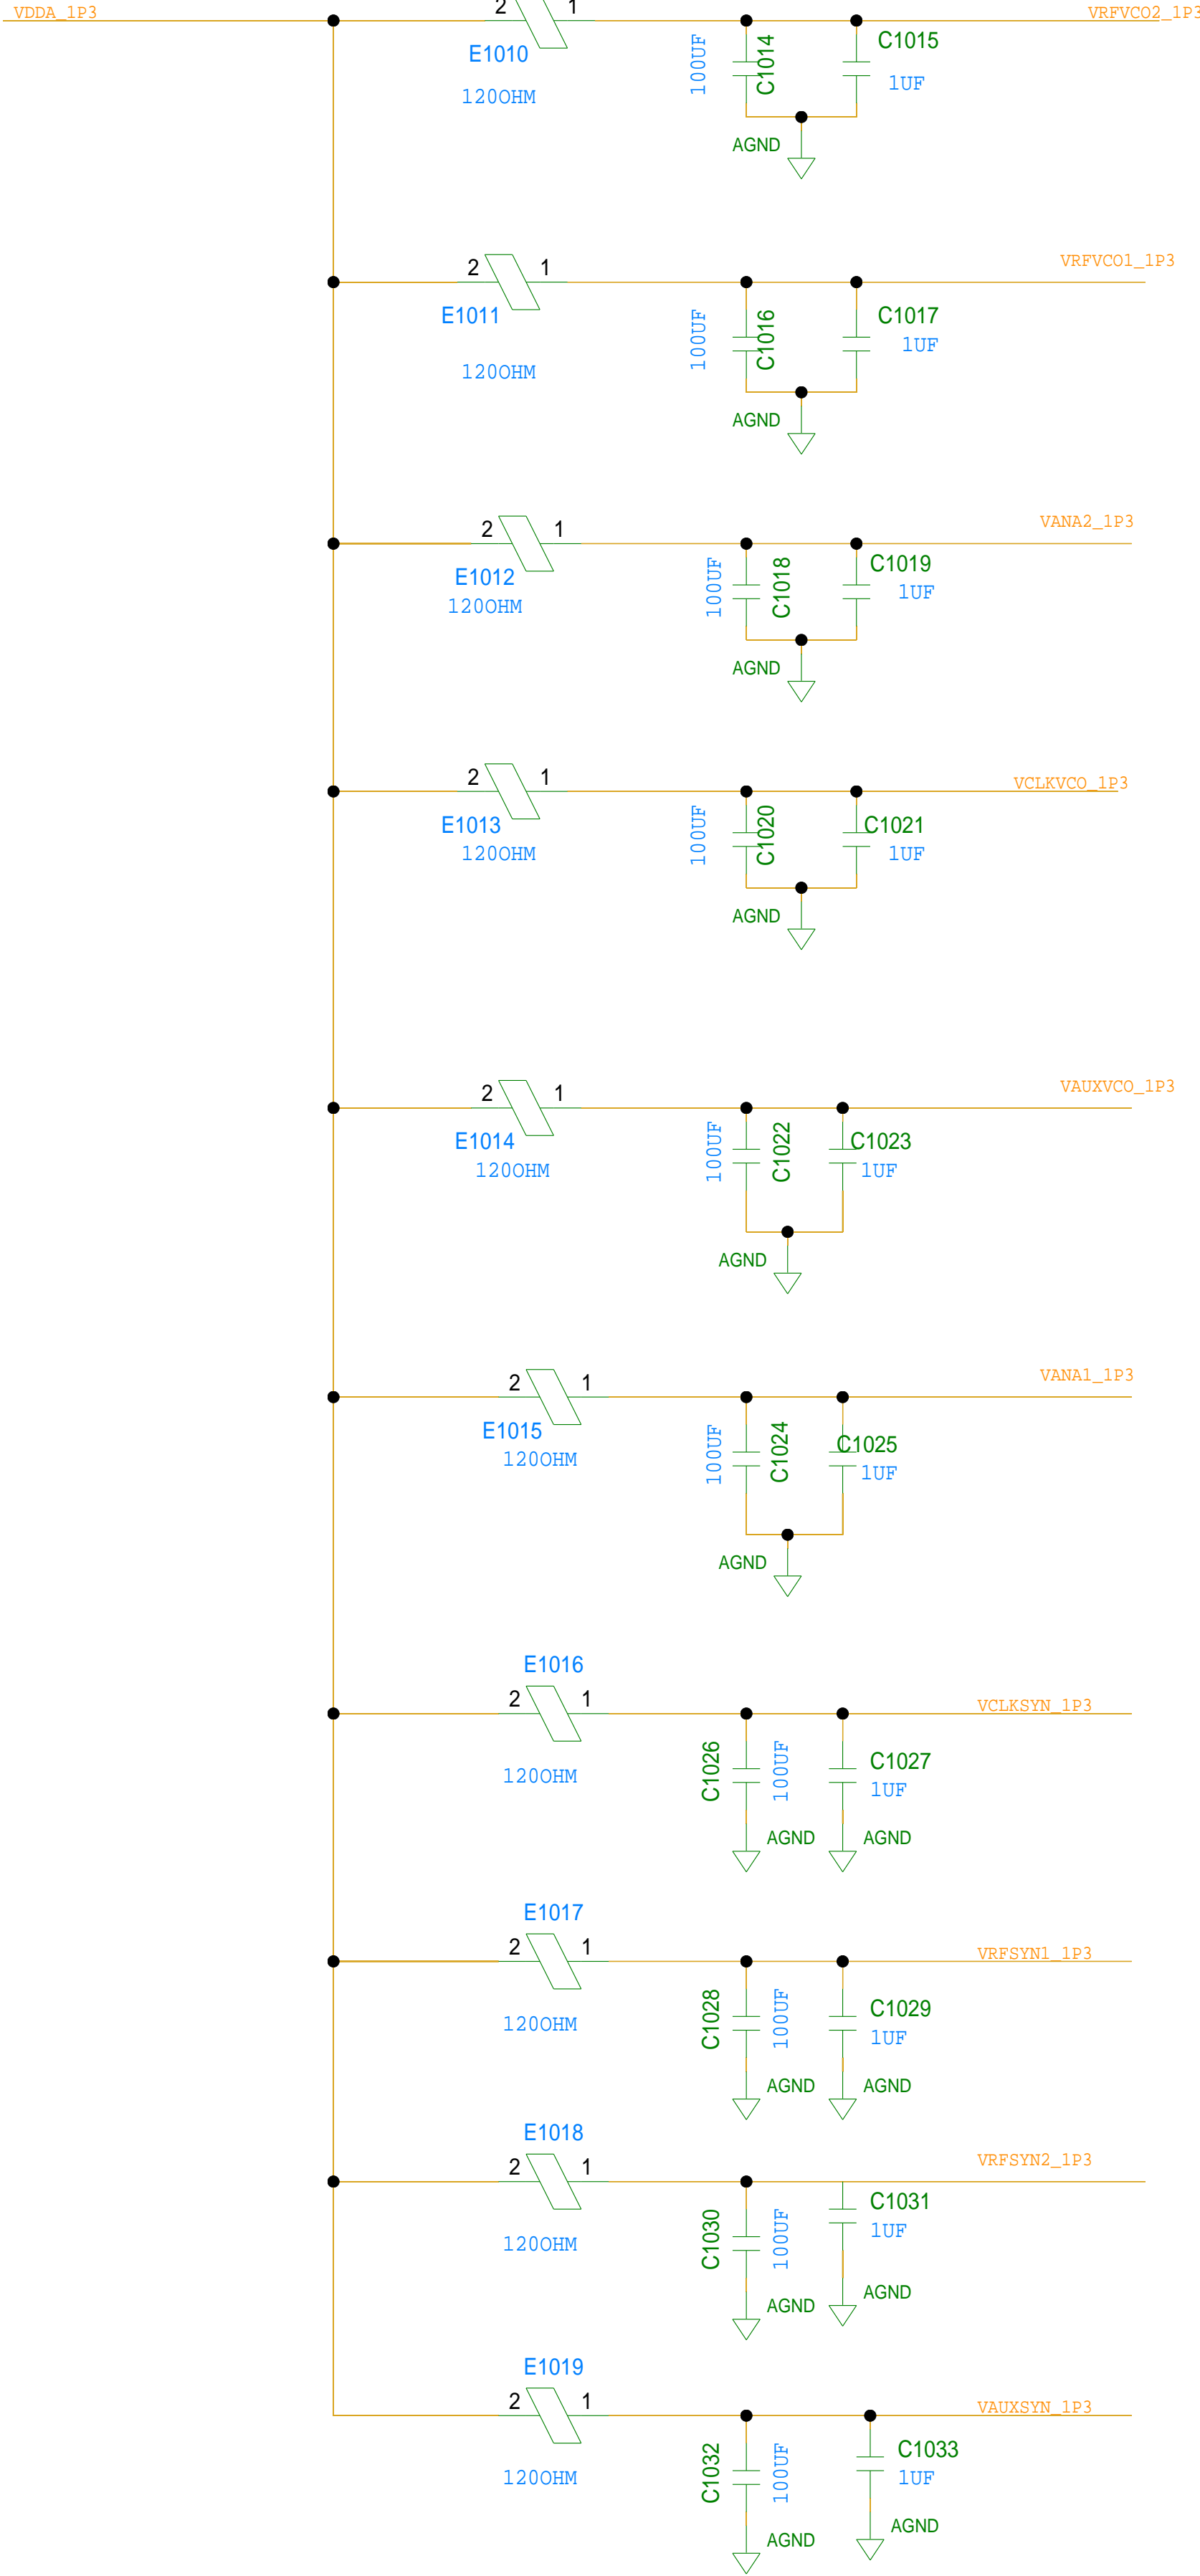 VDDA_1P3
2 1
VRFVCO2_1P3
E1010
120OHM
100UF
C1014
C1015
1UF
AGND
2 1
VRFVCO1_1P3
E1011
120OHM
100UF
C1016
C1017
1UF
AGND
2 1
VANA2_1P3
E1012
120OHM
100UF
C1018
C1019
1UF
AGND
2 1
VCLKVCO_1P3
E1013
120OHM
100UF
C1020
C1021
1UF
AGND
2 1
VAUXVCO_1P3
E1014
120OHM
100UF
C1022
C1023
1UF
AGND
2 1
VANA1_1P3
E1015
120OHM
100UF
C1024
C1025
1UF
AGND
E1016
2 1
VCLKSYN_1P3
120OHM
C1026
100UF
C1027
1UF
AGND
AGND
E1017
2 1
VRFSYN1_1P3
120OHM
C1028
100UF
C1029
1UF
AGND
AGND
E1018
2 1
VRFSYN2_1P3
120OHM
C1030
100UF
C1031
1UF
AGND
AGND
E1019
2 1
VAUXSYN_1P3
120OHM
C1032
100UF
C1033
1UF
AGND
AGND